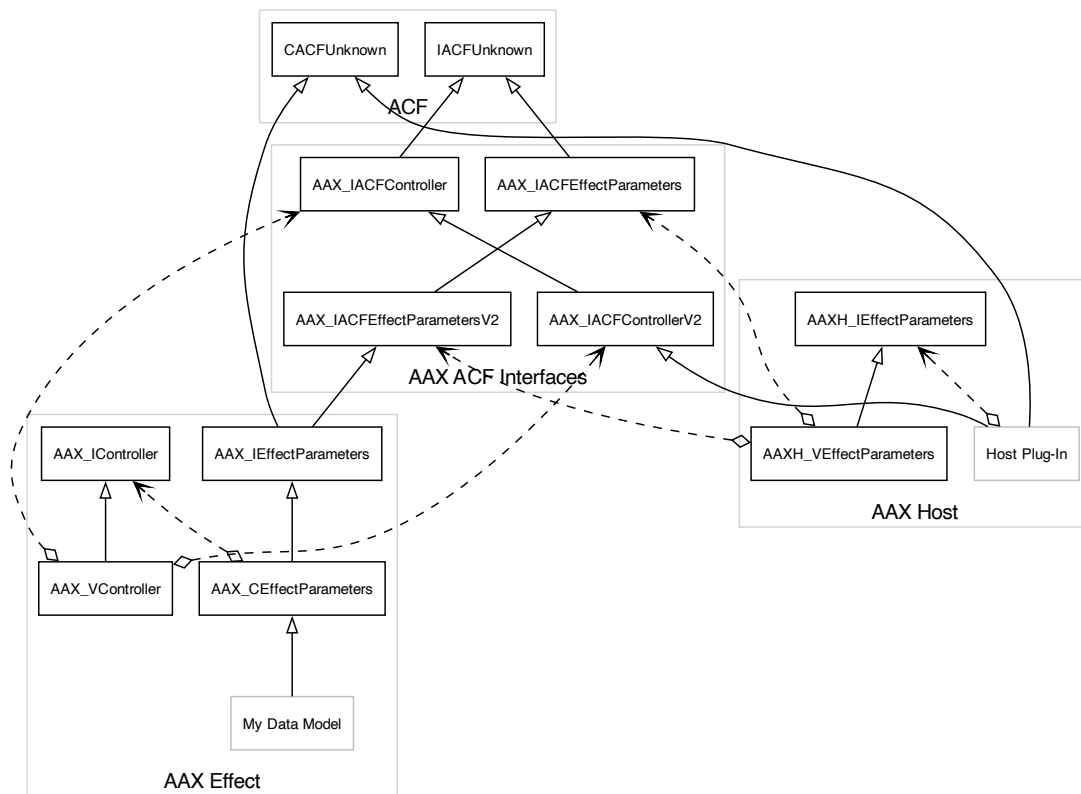 CACFUnknown
IACFUnknown
ACF
AAX_IACFController
AAX_IACFEffectParameters
AAX_IACFEffectParametersV2
AAX_IACFControllerV2
AAXH_IEffectParameters
AAX ACF Interfaces
AAX_IController
AAX_IEffectParameters
AAXH_VEffectParameters
Host Plug-In
AAX Host
AAX_VController
AAX_CEffectParameters
My Data Model
AAX Effect